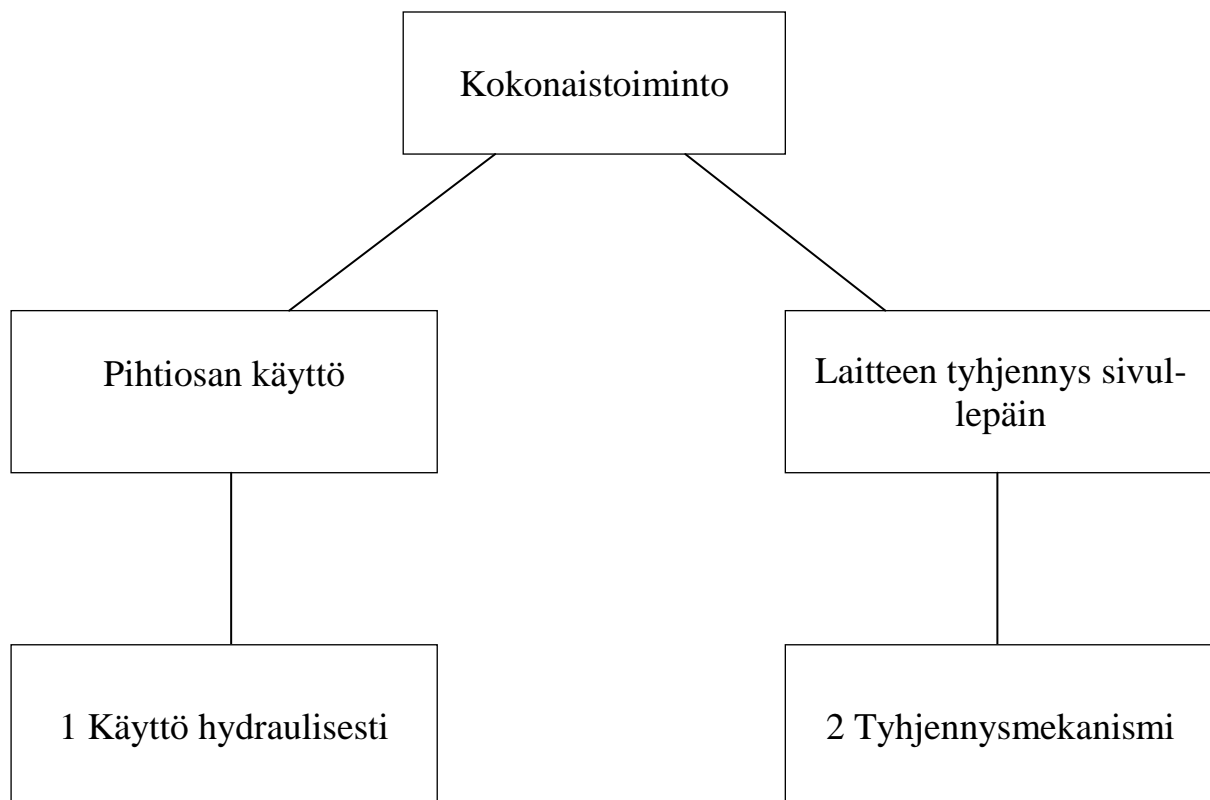 Kokonaistoiminto
Pihtiosan käyttö
Laitteen tyhjennys sivul-
lepäin
1 Käyttö hydraulisesti
2 Tyhjennysmekanismi